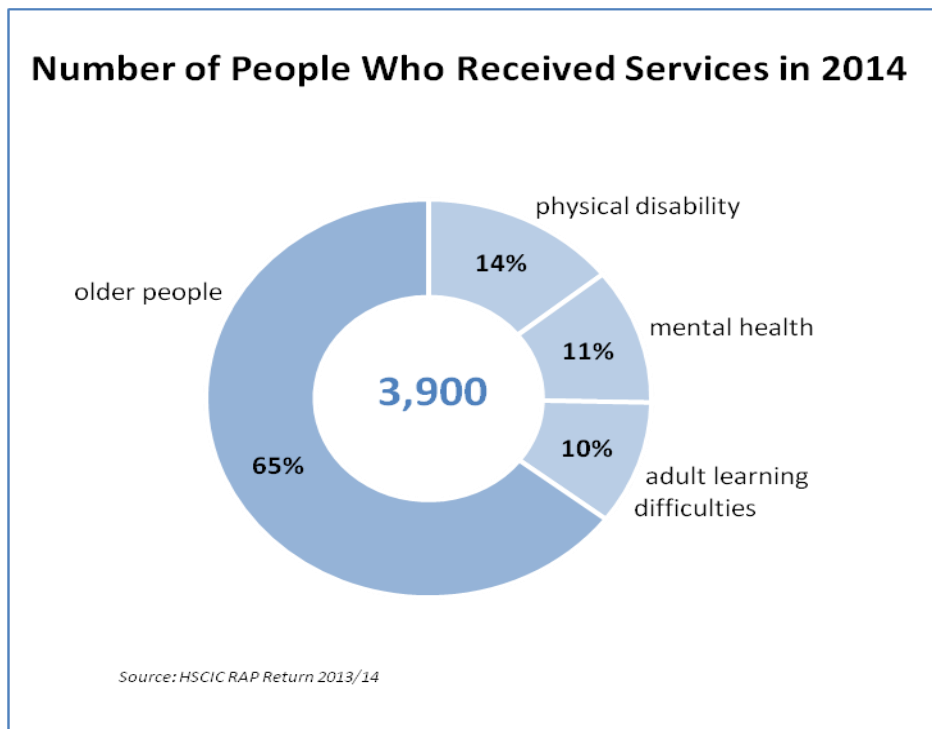 Number of People Who Received Services in 2014
physical disability
14%
older people
mental health
11%
3,900
10%
65%
adult learning
difficulties
Source: HSCIC RAP Return 2013/14